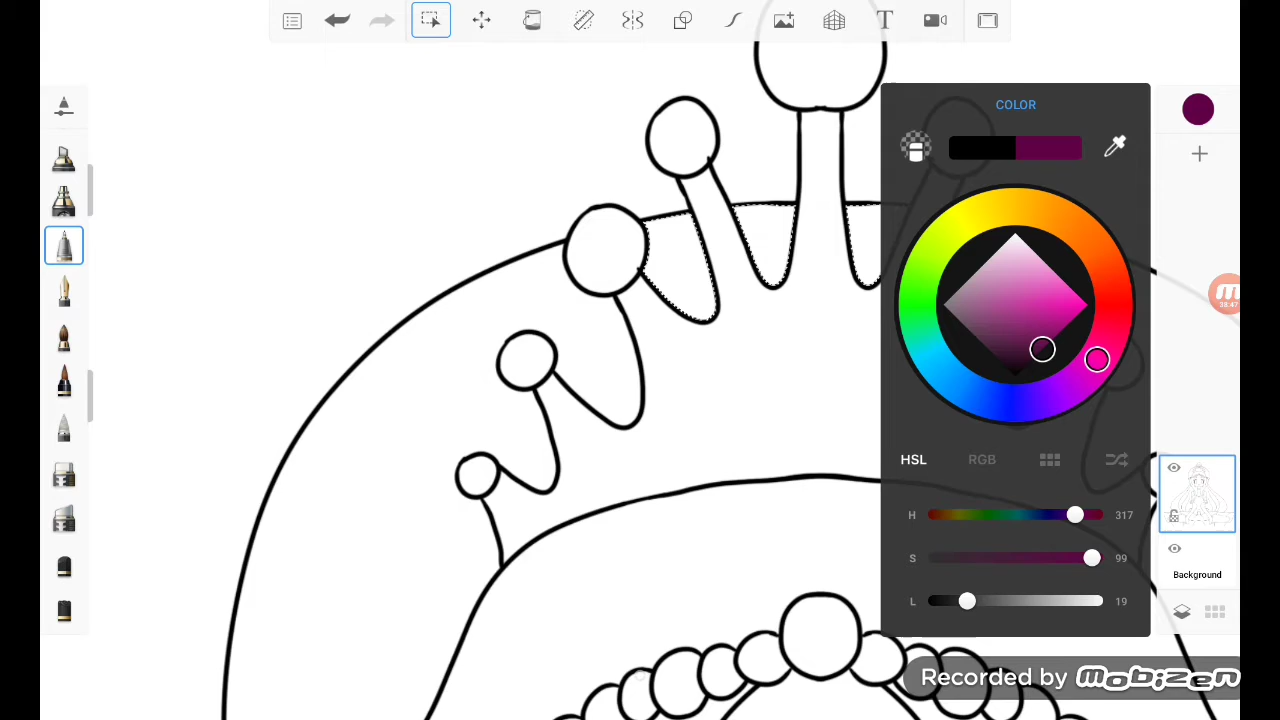 T
COLOR
HSL RGB
H 317
S 99
L 19
Background
Recorded by MOBIZEN